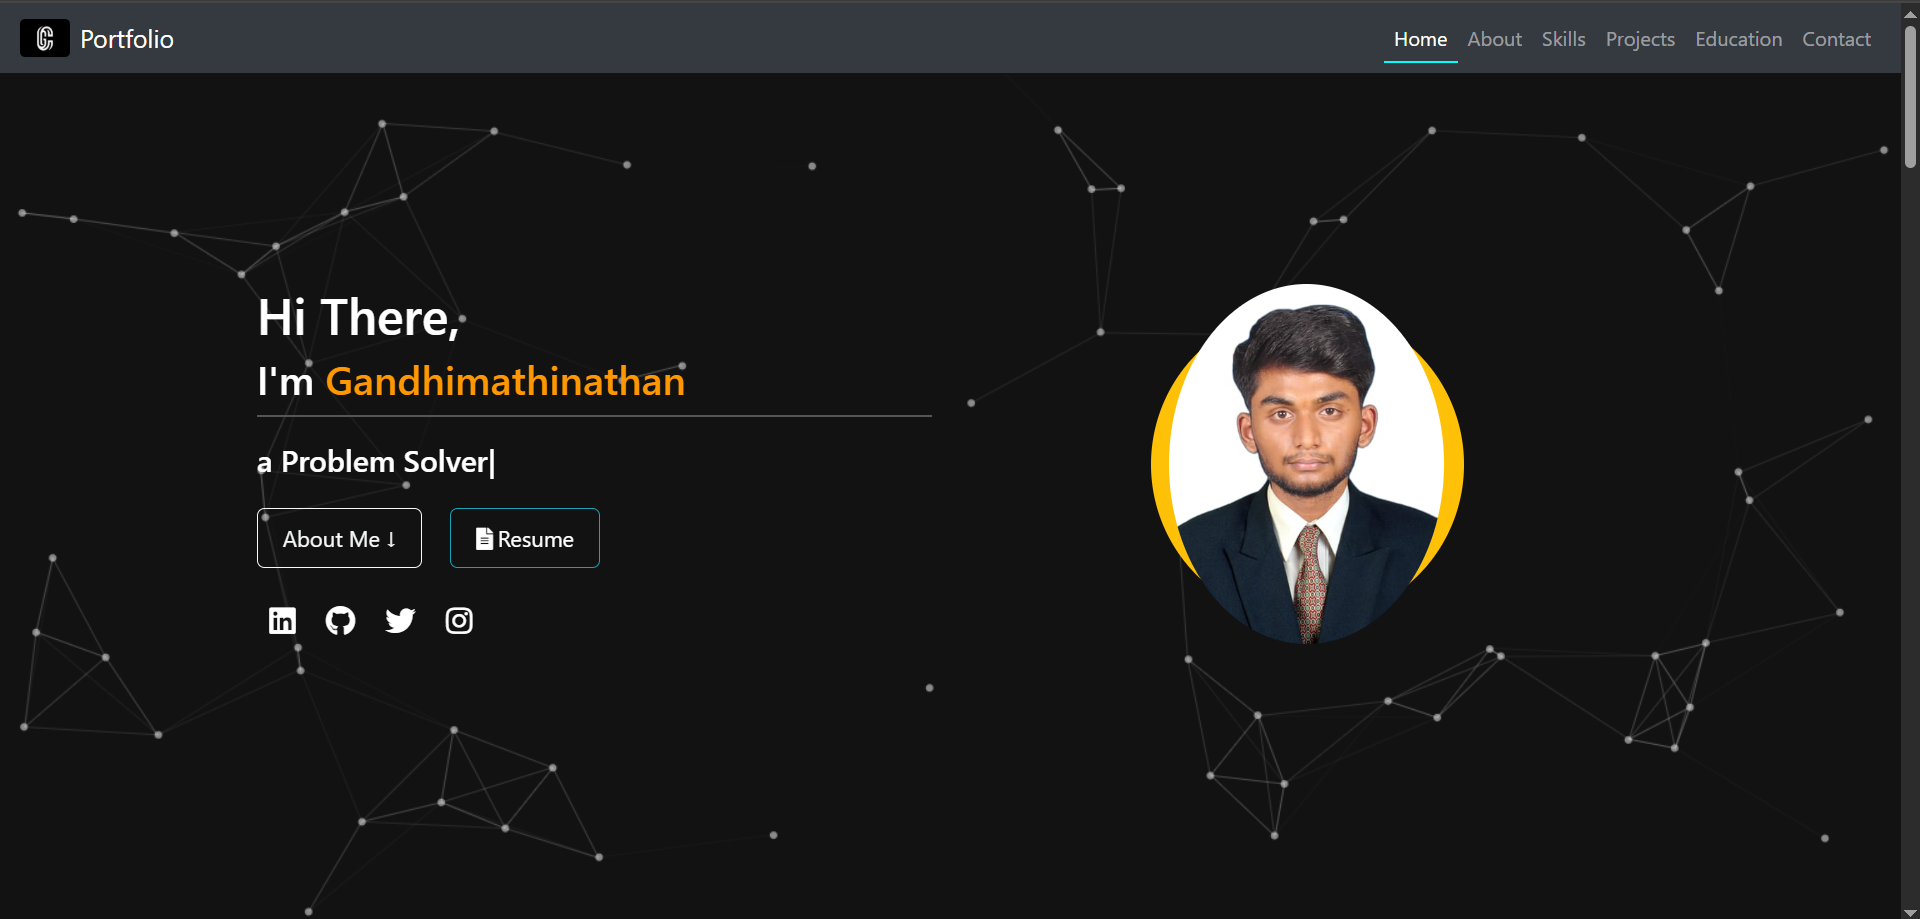 Portfolio
Home About Skills Projects Education Contact
Hi There,
I'm Gandhimathinathan
a Problem Solver|
About Me ↓
Resume